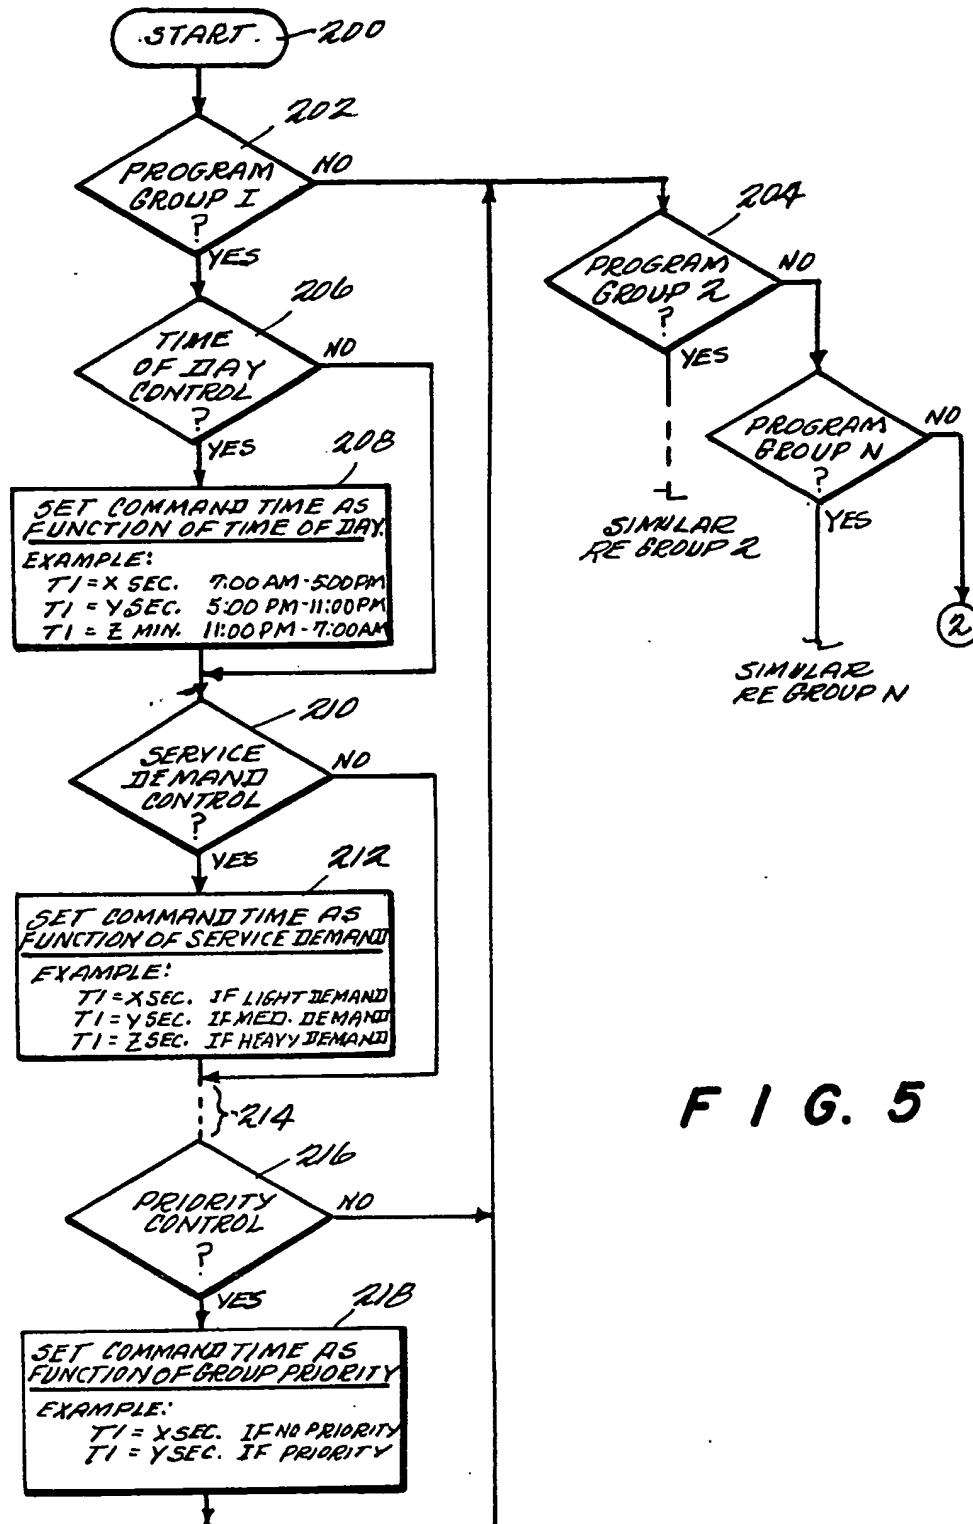 START.
200
202
PROGRAM
GROUP I
?
NO
YES
204
PROGRAM
GROUP 2
?
NO
YES
206
TIME
OF DAY
CONTROL
?
NO
YES
PROGRAM
GROUP N
?
NO
YES
208
SET COMMAND TIME AS
FUNCTION OF TIME OF DAY.
EXAMPLE:
T1 = X SEC. 7:00 AM - 5:00 PM
T1 = Y SEC. 5:00 PM - 11:00 PM
T1 = Z MIN. 11:00 PM - 7:00 AM
SIMULAR
RE GROUP 2
2
SIMULAR
RE GROUP N
210
SERVICE
DEMAND
CONTROL
?
NO
YES
212
SET COMMAND TIME AS
FUNCTION OF SERVICE DEMAND
EXAMPLE:
T1 = X SEC. IF LIGHT DEMAND
T1 = Y SEC. IF MED. DEMAND
T1 = Z SEC. IF HEAVY DEMAND
214
FIG. 5
216
PRIORITY
CONTROL
?
NO
YES
218
SET COMMAND TIME AS
FUNCTION OF GROUP PRIORITY
EXAMPLE:
T1 = X SEC. IF NO PRIORITY
T1 = Y SEC. IF PRIORITY